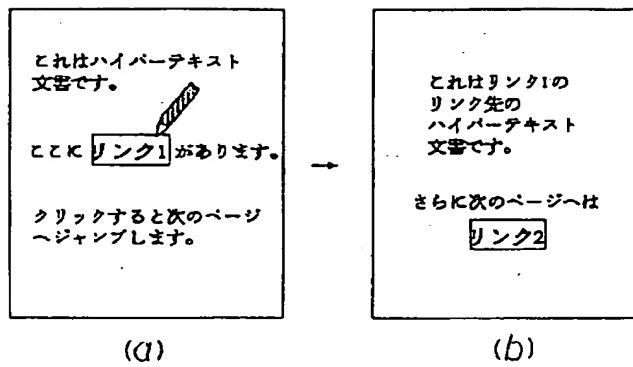 これはハイパーテキスト
文書です。
ここに リンク1 があります。
クリックすると次のページ
へジャンプします。
(a)
→
これはリンク1の
リンク先の
ハイパーテキスト
文書です。
さらに次のページへは
リンク2
(b)